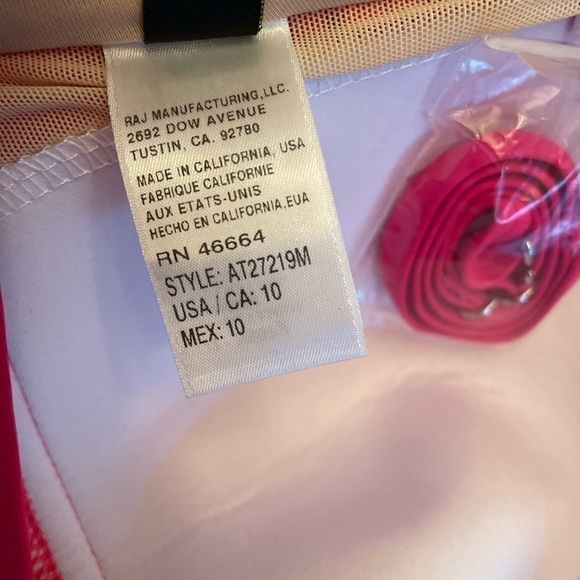 RAJ MANUFACTURING,LLC.
2692 DOW AVENUE
TUSTIN, CA. 92780
MADE IN CALIFORNIA, USA
FABRIQUE CALIFORNIE
AUX ETATS-UNIS
HECHO EN CALIFORNIA.EUA
RN 46664
STYLE: AT27219M
USA / CA: 10
MEX: 10